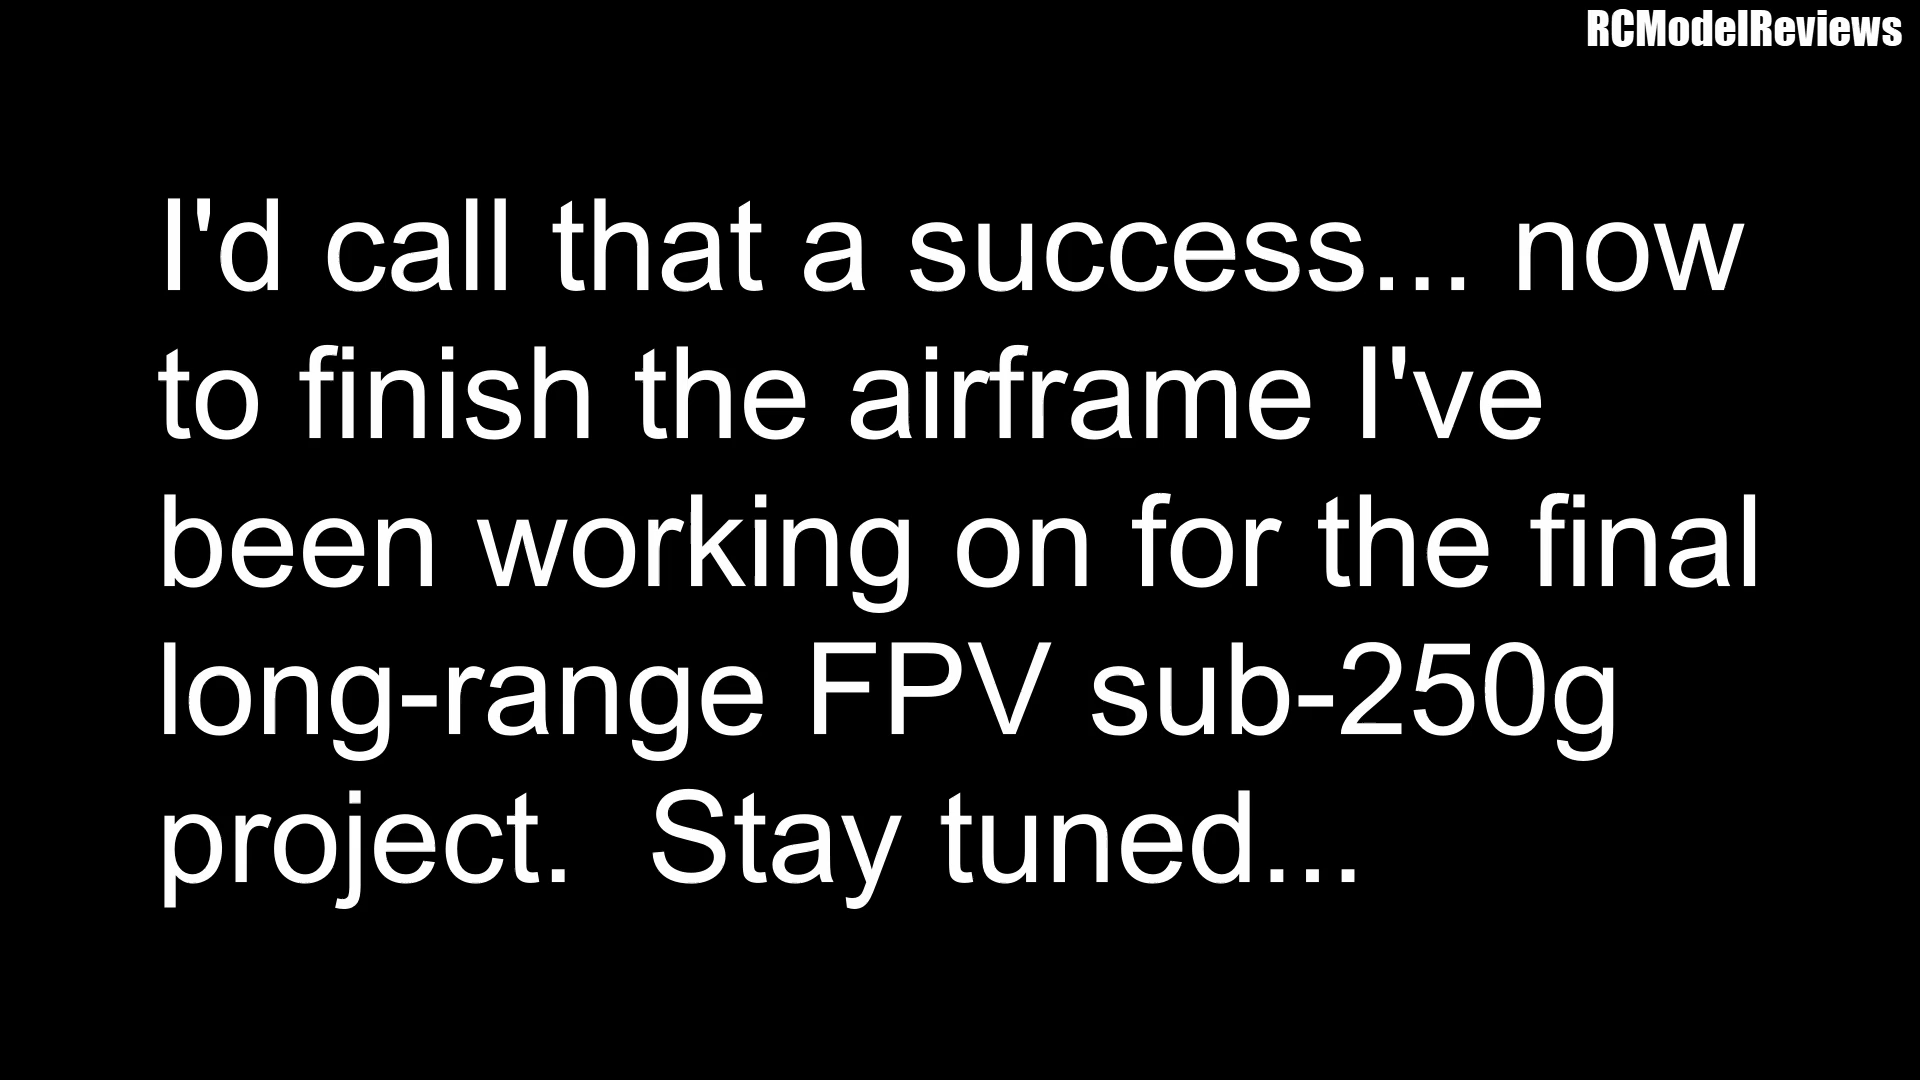 RCModelReviews
I'd call that a success... now
to finish the airframe I've
been working on for the final
long-range FPV sub-250g
project.  Stay tuned...